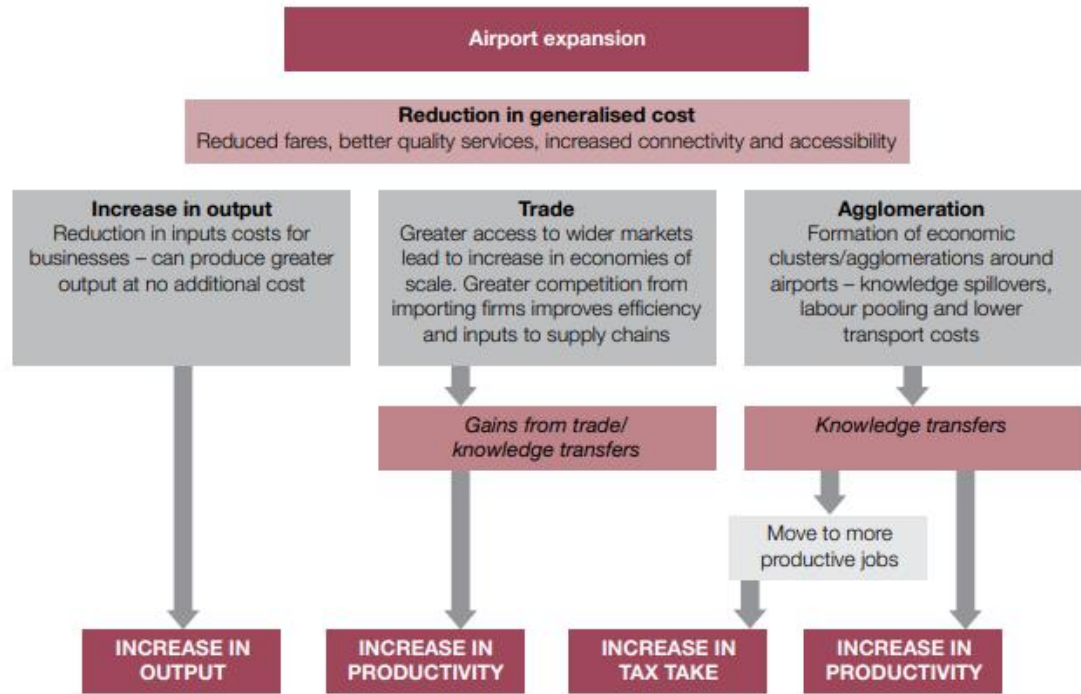 Airport expansion
Reduction in generalised cost
Reduced fares, better quality services, increased connectivity and accessibility
Increase in output
Reduction in inputs costs for
businesses – can produce greater
output at no additional cost
Trade
Greater access to wider markets
lead to increase in economies of
scale. Greater competition from
importing firms improves efficiency
and inputs to supply chains
Agglomeration
Formation of economic
clusters/agglomerations around
airports – knowledge spillovers,
labour pooling and lower
transport costs
Gains from trade/
knowledge transfers
Knowledge transfers
Move to more
productive jobs
INCREASE IN
OUTPUT
INCREASE IN
PRODUCTIVITY
INCREASE IN
TAX TAKE
INCREASE IN
PRODUCTIVITY